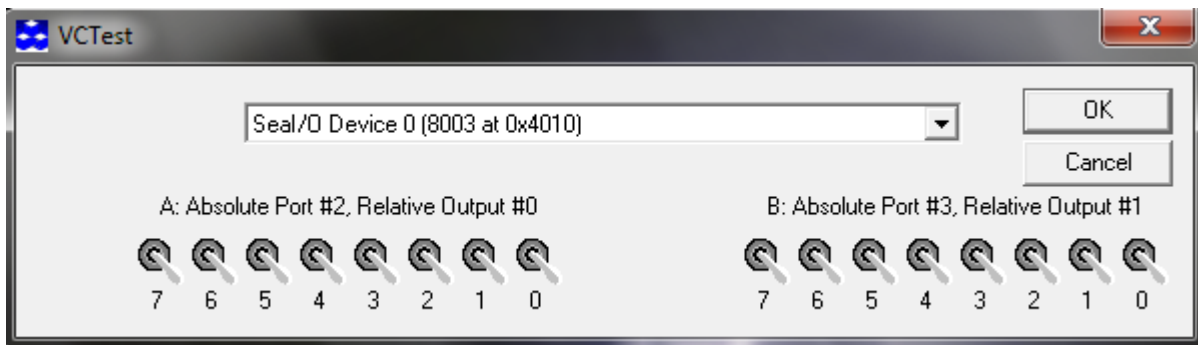 VCTest
SeaI/O Device 0 (8003 at 0x4010)
OK
Cancel
A: Absolute Port #2, Relative Output #0
B: Absolute Port #3, Relative Output #1
7 6 5 4 3 2 1 0
7 6 5 4 3 2 1 0